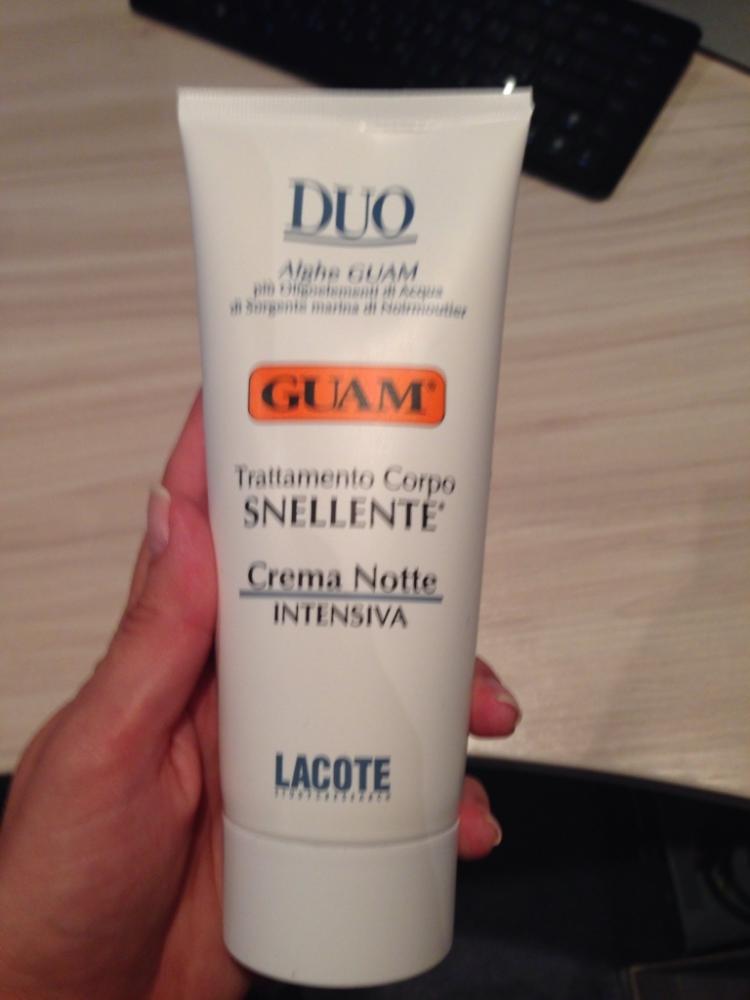 DUO
Alghe GUAM
più Oligoelementi di Acqua
di Sorgente marina di Noirmoutier
GUAM®
Trattamento Corpo
SNELLENTE*
Crema Notte
INTENSIVA
LACOTE